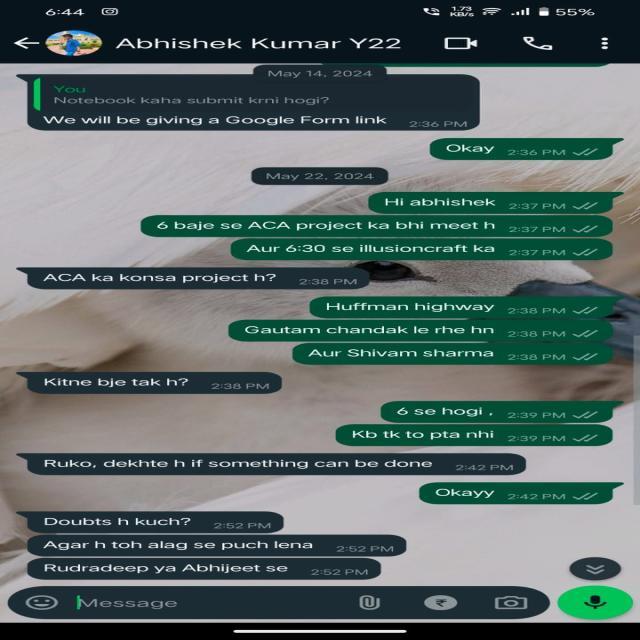 6:44
1.73
KB/s
55%
Abhishek Kumar Y22
May 14, 2024
You
Notebook kaha submit krni hogi?
We will be giving a Google Form link 2:36 PM
Okay 2:36 PM
May 22, 2024
Hi abhishek 2:37 PM
6 baje se ACA project ka bhi meet h 2:37 PM
Aur 6:30 se illusioncraft ka 2:37 PM
ACA ka konsa project h? 2:38 PM
Huffman highway 2:38 PM
Gautam chandak le rhe hn 2:38 PM
Aur Shivam sharma 2:38 PM
Kitne bje tak h? 2:38 PM
6 se hogi , 2:39 PM
Kb tk to pta nhi 2:39 PM
Ruko, dekhte h if something can be done 2:42 PM
Okayy 2:42 PM
Doubts h kuch? 2:52 PM
Agar h toh alag se puch lena 2:52 PM
Rudradeep ya Abhijeet se 2:52 PM
Message